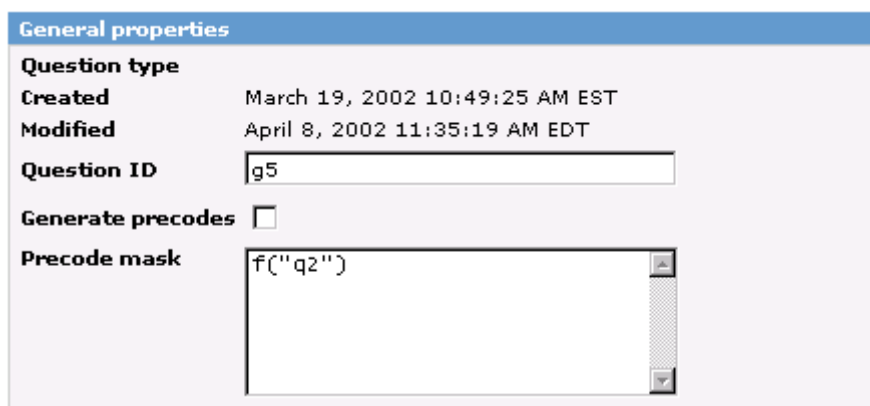 General properties
Question type
Created March 19, 2002 10:49:25 AM EST
Modified April 8, 2002 11:35:19 AM EDT
Question ID g5
Generate precodes
Precode mask f("q2")